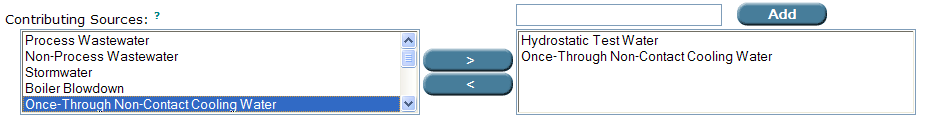 Contributing Sources: ?
Add
Process Wastewater
Non-Process Wastewater
Stormwater
Boiler Blowdown
Once-Through Non-Contact Cooling Water
>
<
Hydrostatic Test Water
Once-Through Non-Contact Cooling Water